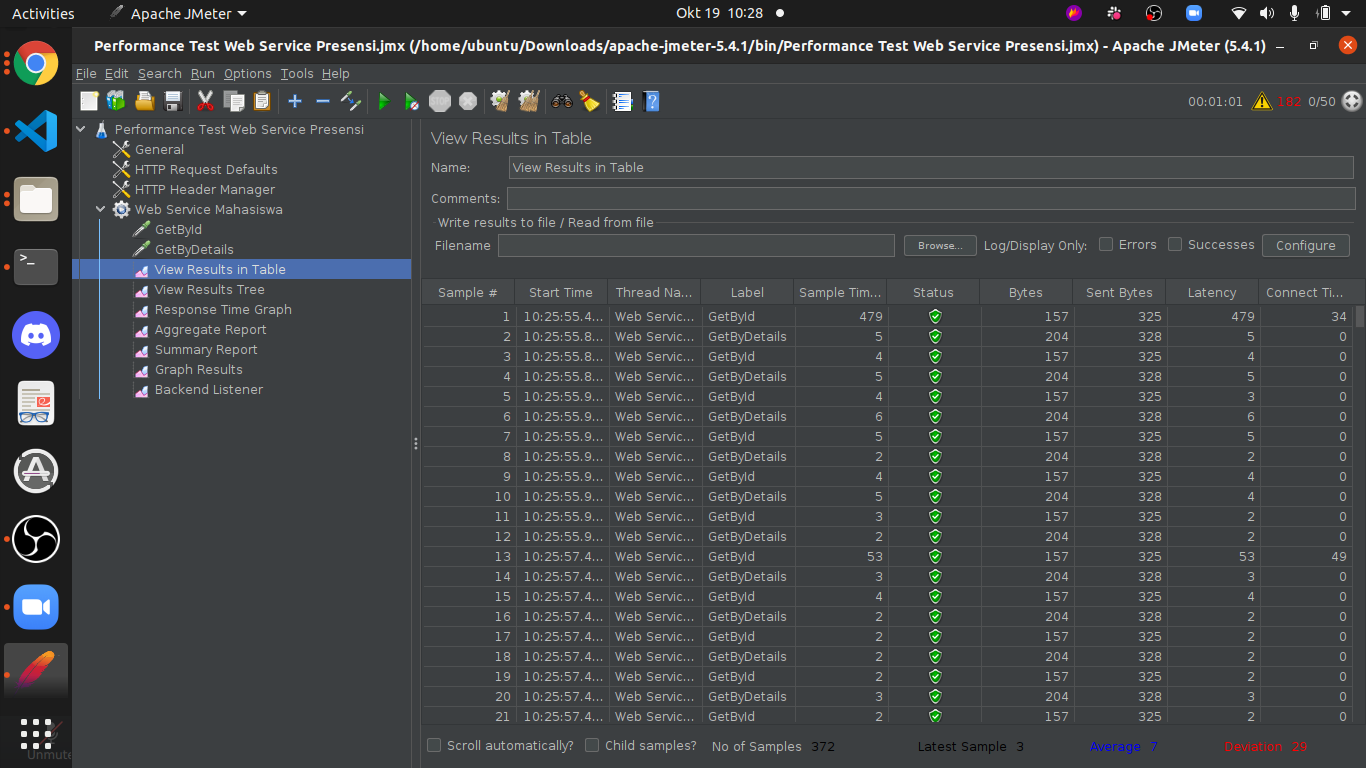 Activities Apache JMeter Okt 19 10:28
Performance Test Web Service Presensi.jmx (/home/ubuntu/Downloads/apache-jmeter-5.4.1/bin/Performance Test Web Service Presensi.jmx) - Apache JMeter (5.4.1)
File Edit Search Run Options Tools Help
00:01:01 182 0/50
Performance Test Web Service Presensi
General
HTTP Request Defaults
HTTP Header Manager
Web Service Mahasiswa
GetById
GetByDetails
View Results in Table
View Results Tree
Response Time Graph
Aggregate Report
Summary Report
Graph Results
Backend Listener
View Results in Table
Name: View Results in Table
Comments:
Write results to file / Read from file
Filename Browse... Log/Display Only: Errors Successes Configure
Sample # Start Time Thread Na... Label Sample Tim... Status Bytes Sent Bytes Latency Connect Ti...
1 10:25:55.4... Web Servic... GetById 479 157 325 479 34
2 10:25:55.8... Web Servic... GetByDetails 5 204 328 5 0
3 10:25:55.8... Web Servic... GetById 4 157 325 4 0
4 10:25:55.8... Web Servic... GetByDetails 5 204 328 5 0
5 10:25:55.9... Web Servic... GetById 4 157 325 3 0
6 10:25:55.9... Web Servic... GetByDetails 6 204 328 6 0
7 10:25:55.9... Web Servic... GetById 5 157 325 5 0
8 10:25:55.9... Web Servic... GetByDetails 2 204 328 2 0
9 10:25:55.9... Web Servic... GetById 4 157 325 4 0
10 10:25:55.9... Web Servic... GetByDetails 5 204 328 4 0
11 10:25:55.9... Web Servic... GetById 3 157 325 2 0
12 10:25:55.9... Web Servic... GetByDetails 2 204 328 2 0
13 10:25:57.4... Web Servic... GetById 53 157 325 53 49
14 10:25:57.4... Web Servic... GetByDetails 3 204 328 3 0
15 10:25:57.4... Web Servic... GetById 4 157 325 4 0
16 10:25:57.4... Web Servic... GetByDetails 2 204 328 2 0
17 10:25:57.4... Web Servic... GetById 2 157 325 2 0
18 10:25:57.4... Web Servic... GetByDetails 2 204 328 2 0
19 10:25:57.4... Web Servic... GetById 2 157 325 2 0
20 10:25:57.4... Web Servic... GetByDetails 3 204 328 3 0
21 10:25:57.4... Web Servic... GetById 2 157 325 2 0
Scroll automatically? Child samples? No of Samples 372 Latest Sample 3 Average 7 Deviation 29
Unmute